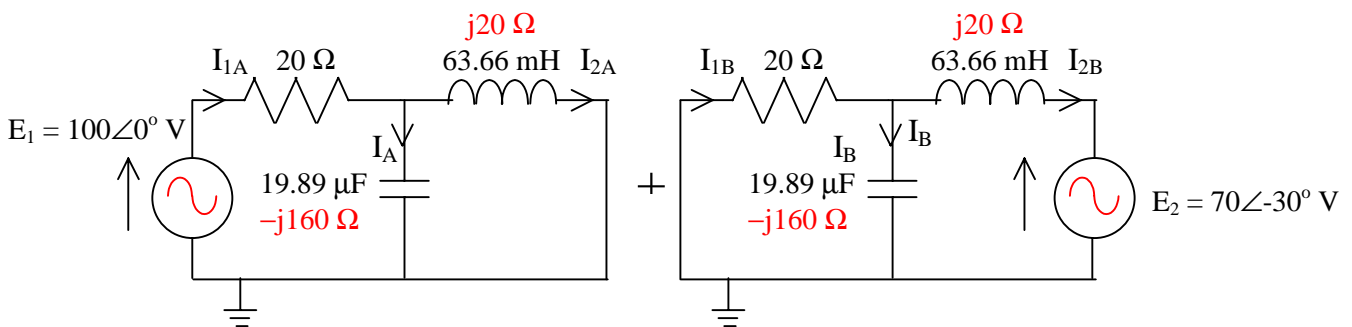 j20 Ω
I1A 20 Ω 63.66 mH I2A
E1 = 100∠0° V
IA
19.89 μF
−j160 Ω
+
j20 Ω
I1B 20 Ω 63.66 mH I2B
IB IB
19.89 μF
−j160 Ω
E2 = 70∠-30° V